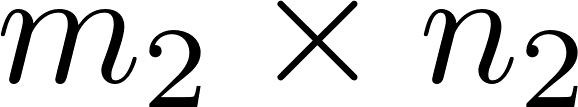 m₂ × n₂